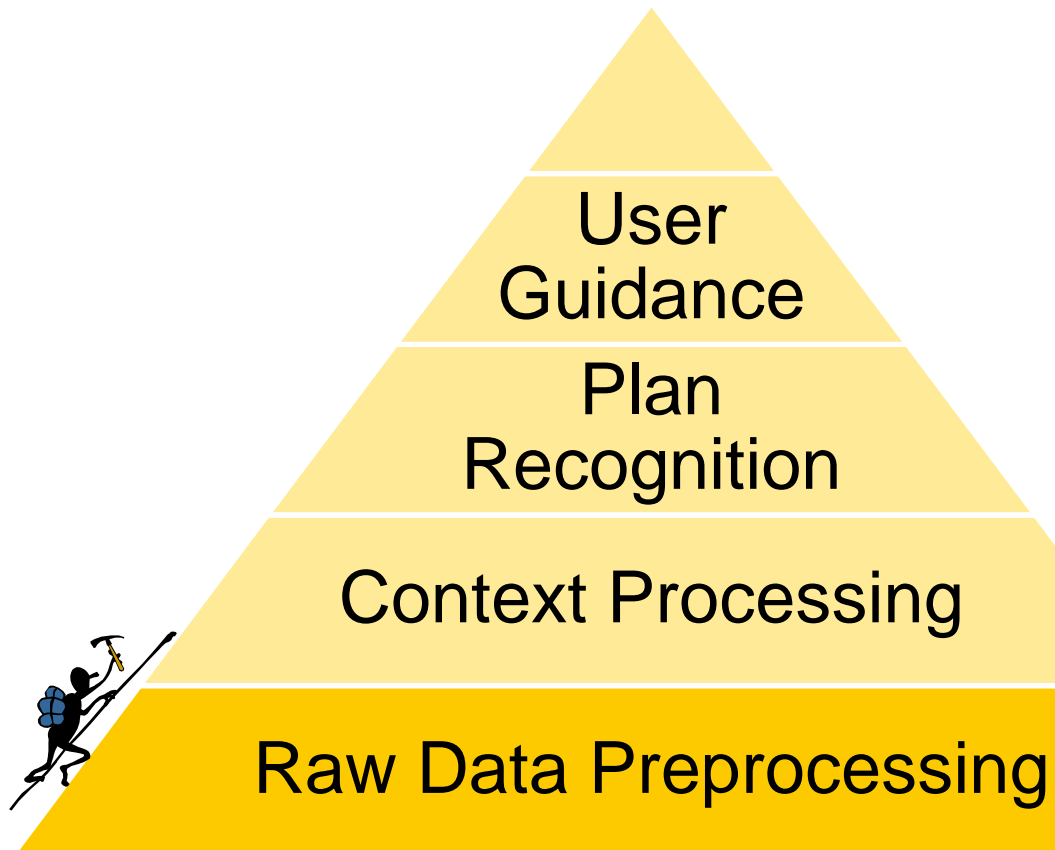 User
Guidance
Plan
Recognition
Context Processing
Raw Data Preprocessing